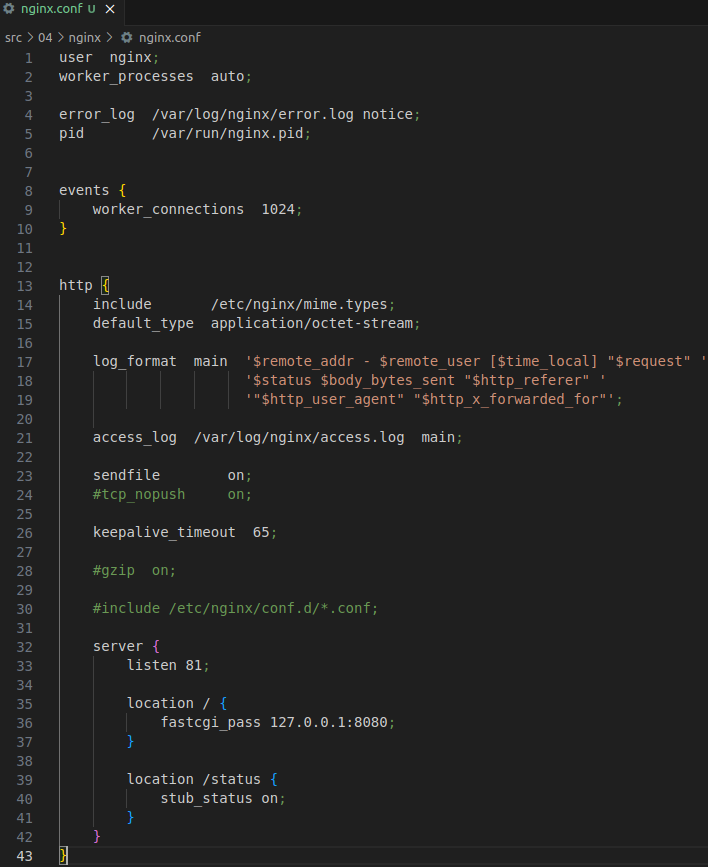 nginx.conf U ×
src > 04 > nginx > nginx.conf
1 user  nginx;
2 worker_processes  auto;
3
4 error_log  /var/log/nginx/error.log notice;
5 pid        /var/run/nginx.pid;
6
7
8 events {
9     worker_connections  1024;
10 }
11
12
13 http {
14     include       /etc/nginx/mime.types;
15     default_type  application/octet-stream;
16
17     log_format  main  '$remote_addr - $remote_user [$time_local] "$request" '
18                       '$status $body_bytes_sent "$http_referer" '
19                       '"$http_user_agent" "$http_x_forwarded_for"';
20
21     access_log  /var/log/nginx/access.log  main;
22
23     sendfile        on;
24     #tcp_nopush     on;
25
26     keepalive_timeout  65;
27
28     #gzip  on;
29
30     #include /etc/nginx/conf.d/*.conf;
31
32     server {
33         listen 81;
34
35         location / {
36             fastcgi_pass 127.0.0.1:8080;
37         }
38
39         location /status {
40             stub_status on;
41         }
42     }
43 }